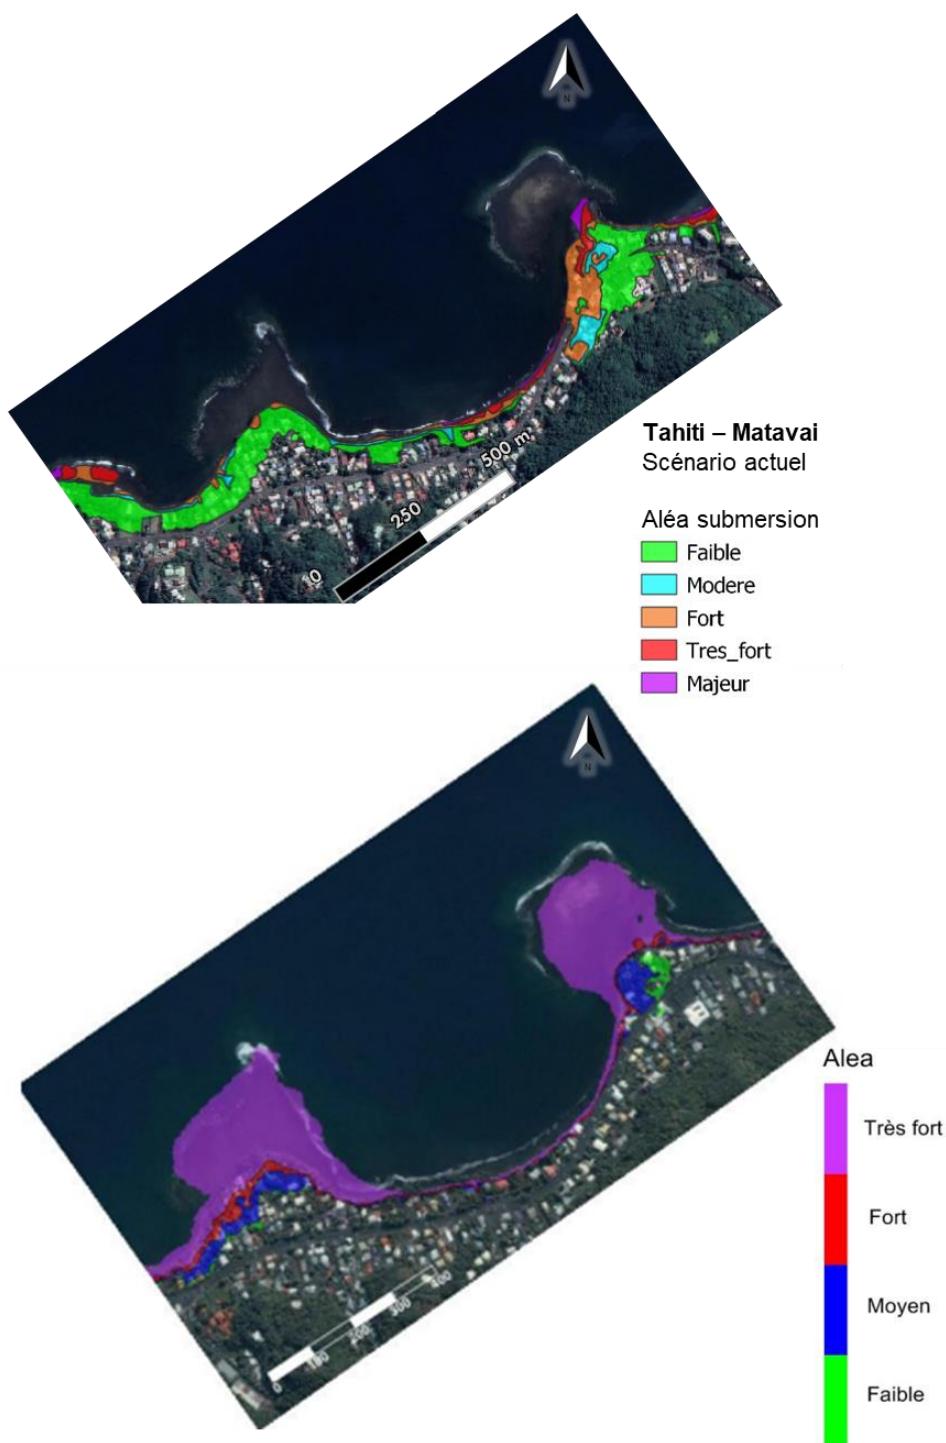 N
Tahiti – Matavai
Scénario actuel
500 m
250
0
Aléa submersion
Faible
Modere
Fort
Tres_fort
Majeur
N
Alea
Très fort
Fort
Moyen
Faible
0
100
200
300